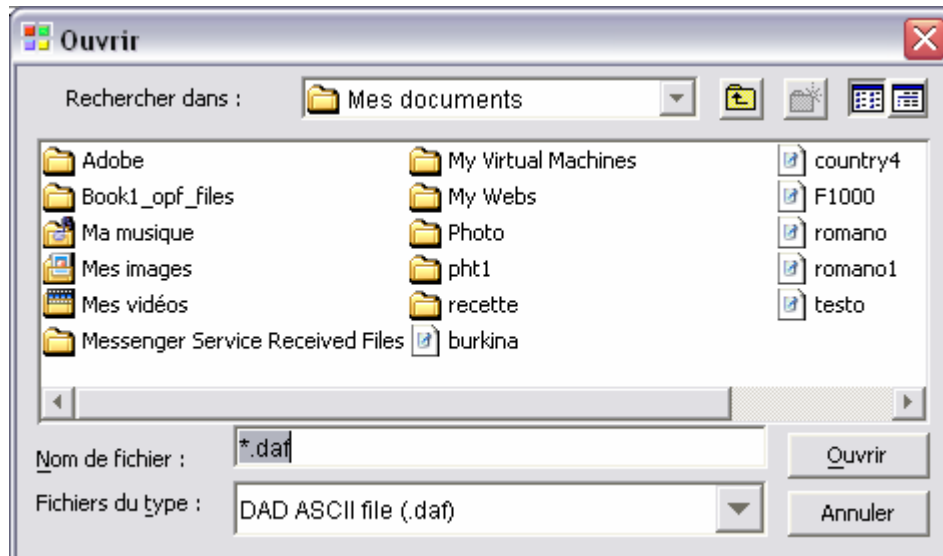 Ouvrir
Rechercher dans : Mes documents
Adobe My Virtual Machines country4
Book1_opf_files My Webs F1000
Ma musique Photo romano
Mes images pht1 romano1
Mes vidéos recette testo
Messenger Service Received Files burkina
Nom de fichier : *.daf Ouvrir
Fichiers du type : DAD ASCII file (.daf) Annuler